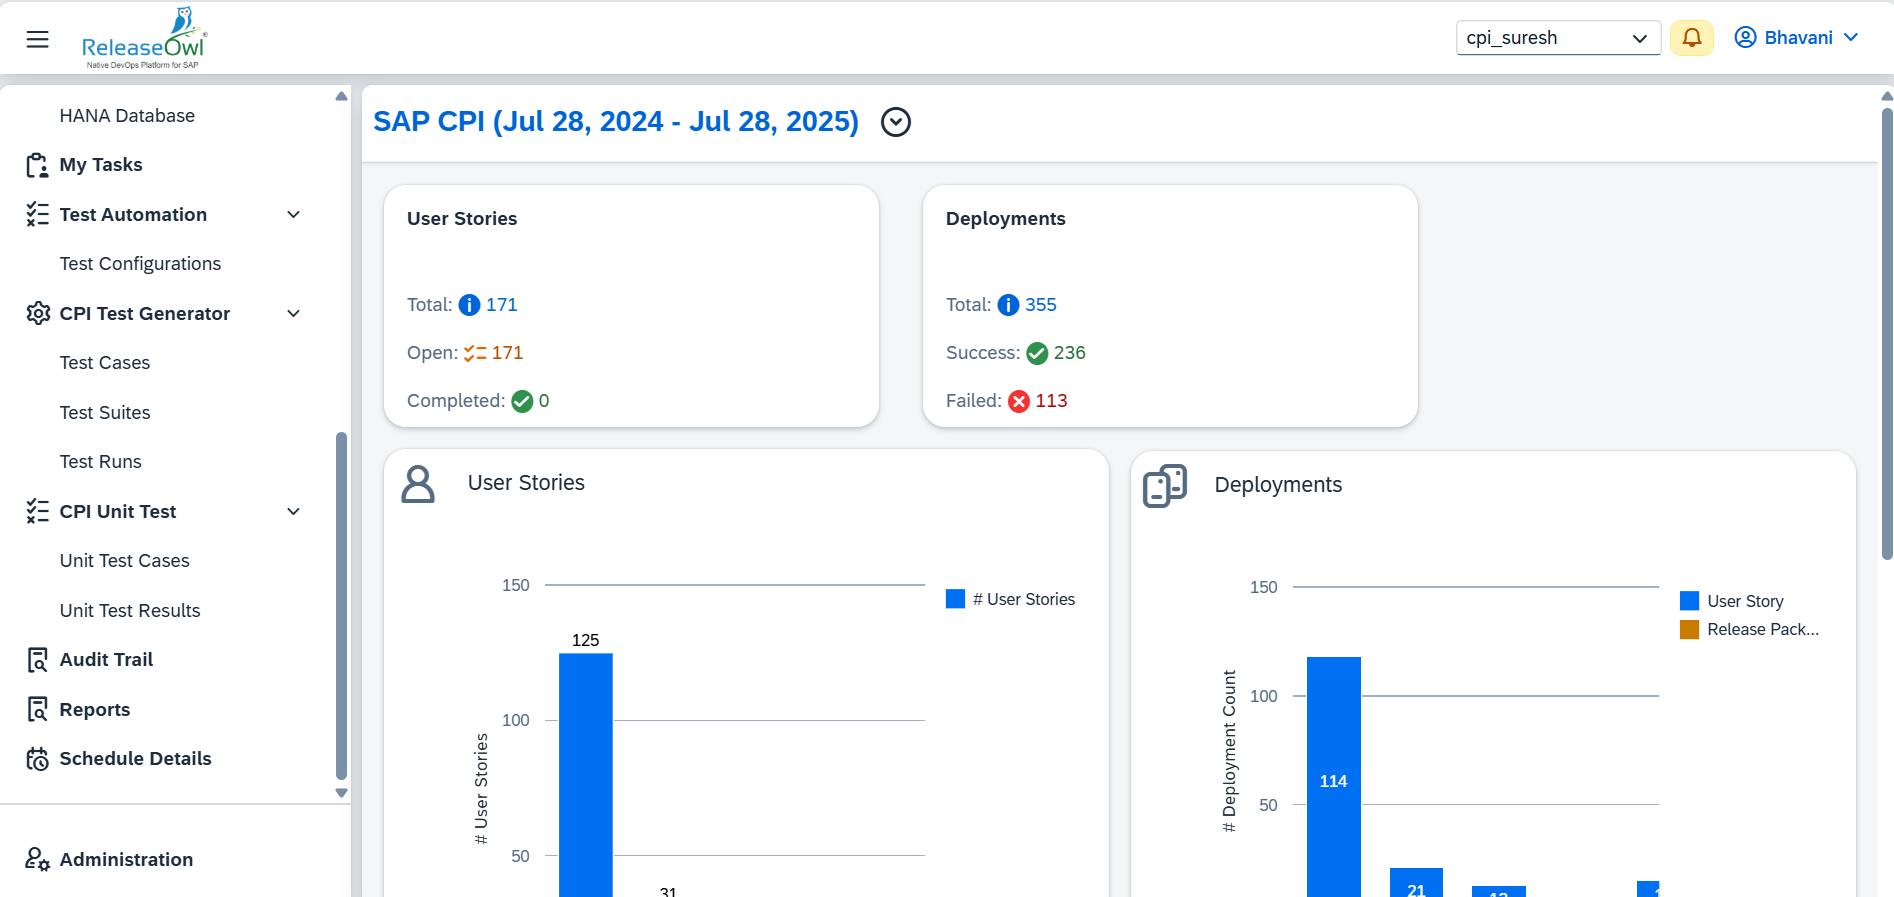 ReleaseOwl®
Native DevOps Platform for SAP
cpi_suresh
Bhavani
HANA Database
My Tasks
Test Automation
Test Configurations
CPI Test Generator
Test Cases
Test Suites
Test Runs
CPI Unit Test
Unit Test Cases
Unit Test Results
Audit Trail
Reports
Schedule Details
Administration
SAP CPI (Jul 28, 2024 - Jul 28, 2025)
User Stories
Total: 171
Open: 171
Completed: 0
Deployments
Total: 355
Success: 236
Failed: 113
User Stories
150
100
50
# User Stories
125
31
# User Stories
Deployments
150
100
50
# Deployment Count
114
21
User Story
Release Pack...